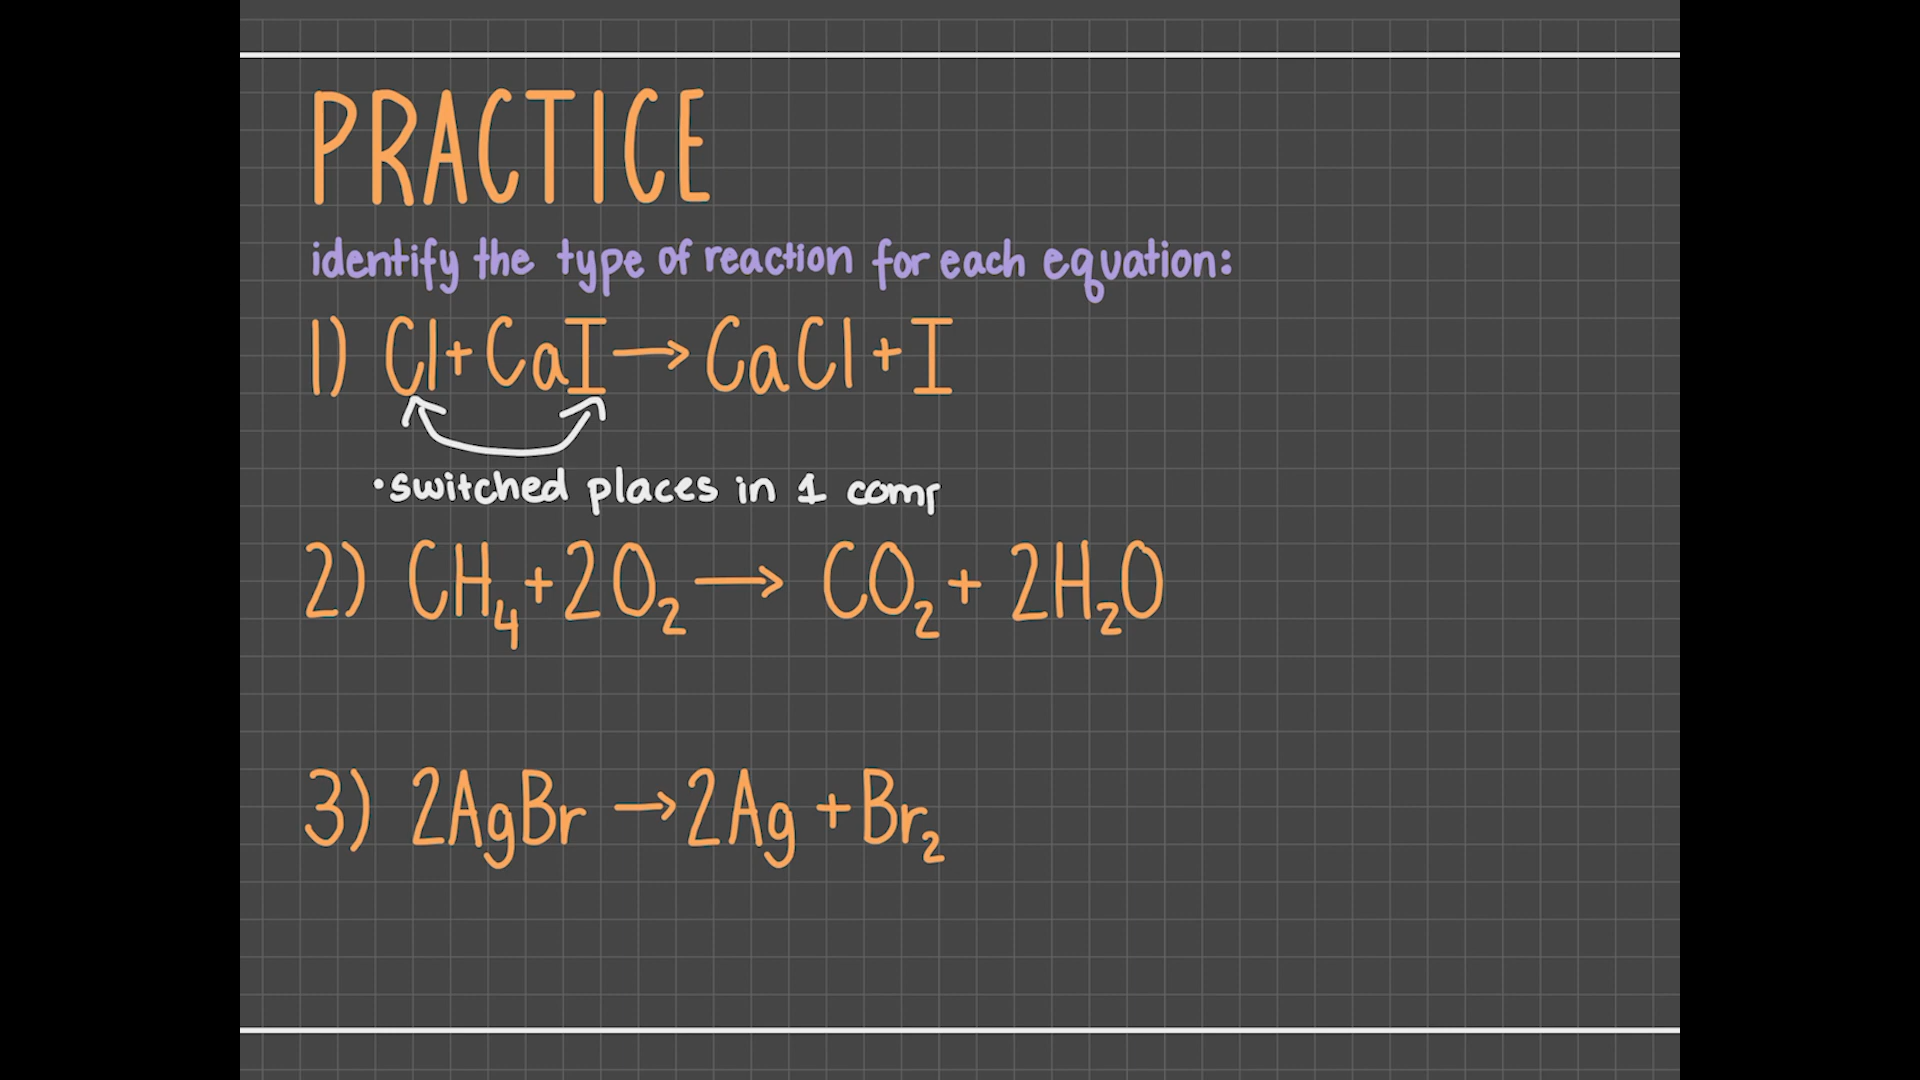 PRACTICE
identify the type of reaction for each equation:
1) Cl + CaI → CaCl + I
•switched places in 1 comp
2) CH₄ + 2O₂ → CO₂ + 2H₂O
3) 2AgBr → 2Ag + Br₂